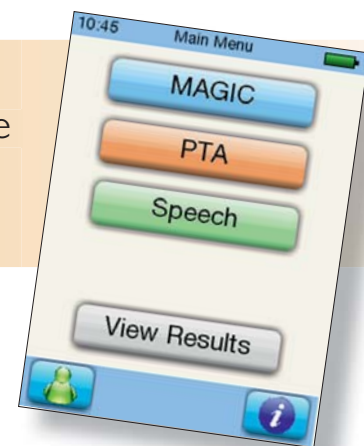 10:45 Main Menu
e
MAGIC
PTA
Speech
View Results
i